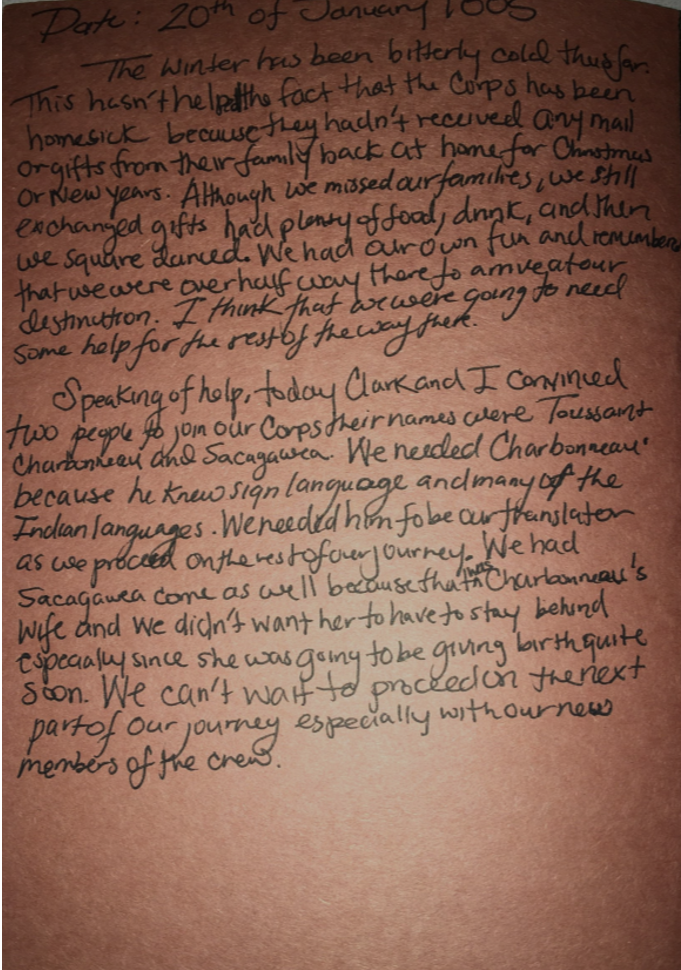 Date: 20th of January 1805
The winter has been bitterly cold thus far.
This hasn't helped the fact that the Corps has been
homesick because they hadn't received any mail
or gifts from their family back at home for Christmas
or New years. Although we missed our families, we still
exchanged gifts had plenty of food, drink, and then
we square danced. We had our own fun and remember
that we were over half way there to arrive at our
destination. I think that we were going to need
some help for the rest of the way there.
Speaking of help, today Clark and I convinced
two people to join our Corps their names were Toussaint
Charbonneau and Sacagawea. We needed Charbonneau
because he knew sign language and many of the
Indian languages. We needed him to be our translator
as we proceed on the rest of our journey. We had
Sacagawea come as well because that was Charbonneau's
wife and we didn't want her to have to stay behind
especially since she was going to be giving birth quite
soon. We can't wait to proceed on the next
part of our journey especially with our new
members of the crew.